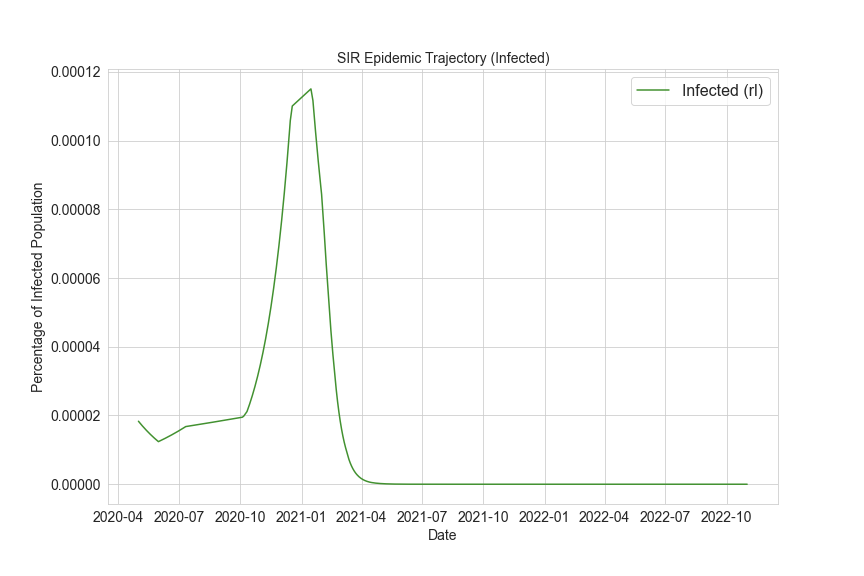 SIR Epidemic Trajectory (Infected)
Infected (rI)
Percentage of Infected Population
0.00012
0.00010
0.00008
0.00006
0.00004
0.00002
0.00000
2020-04 2020-07 2020-10 2021-01 2021-04 2021-07 2021-10 2022-01 2022-04 2022-07 2022-10
Date